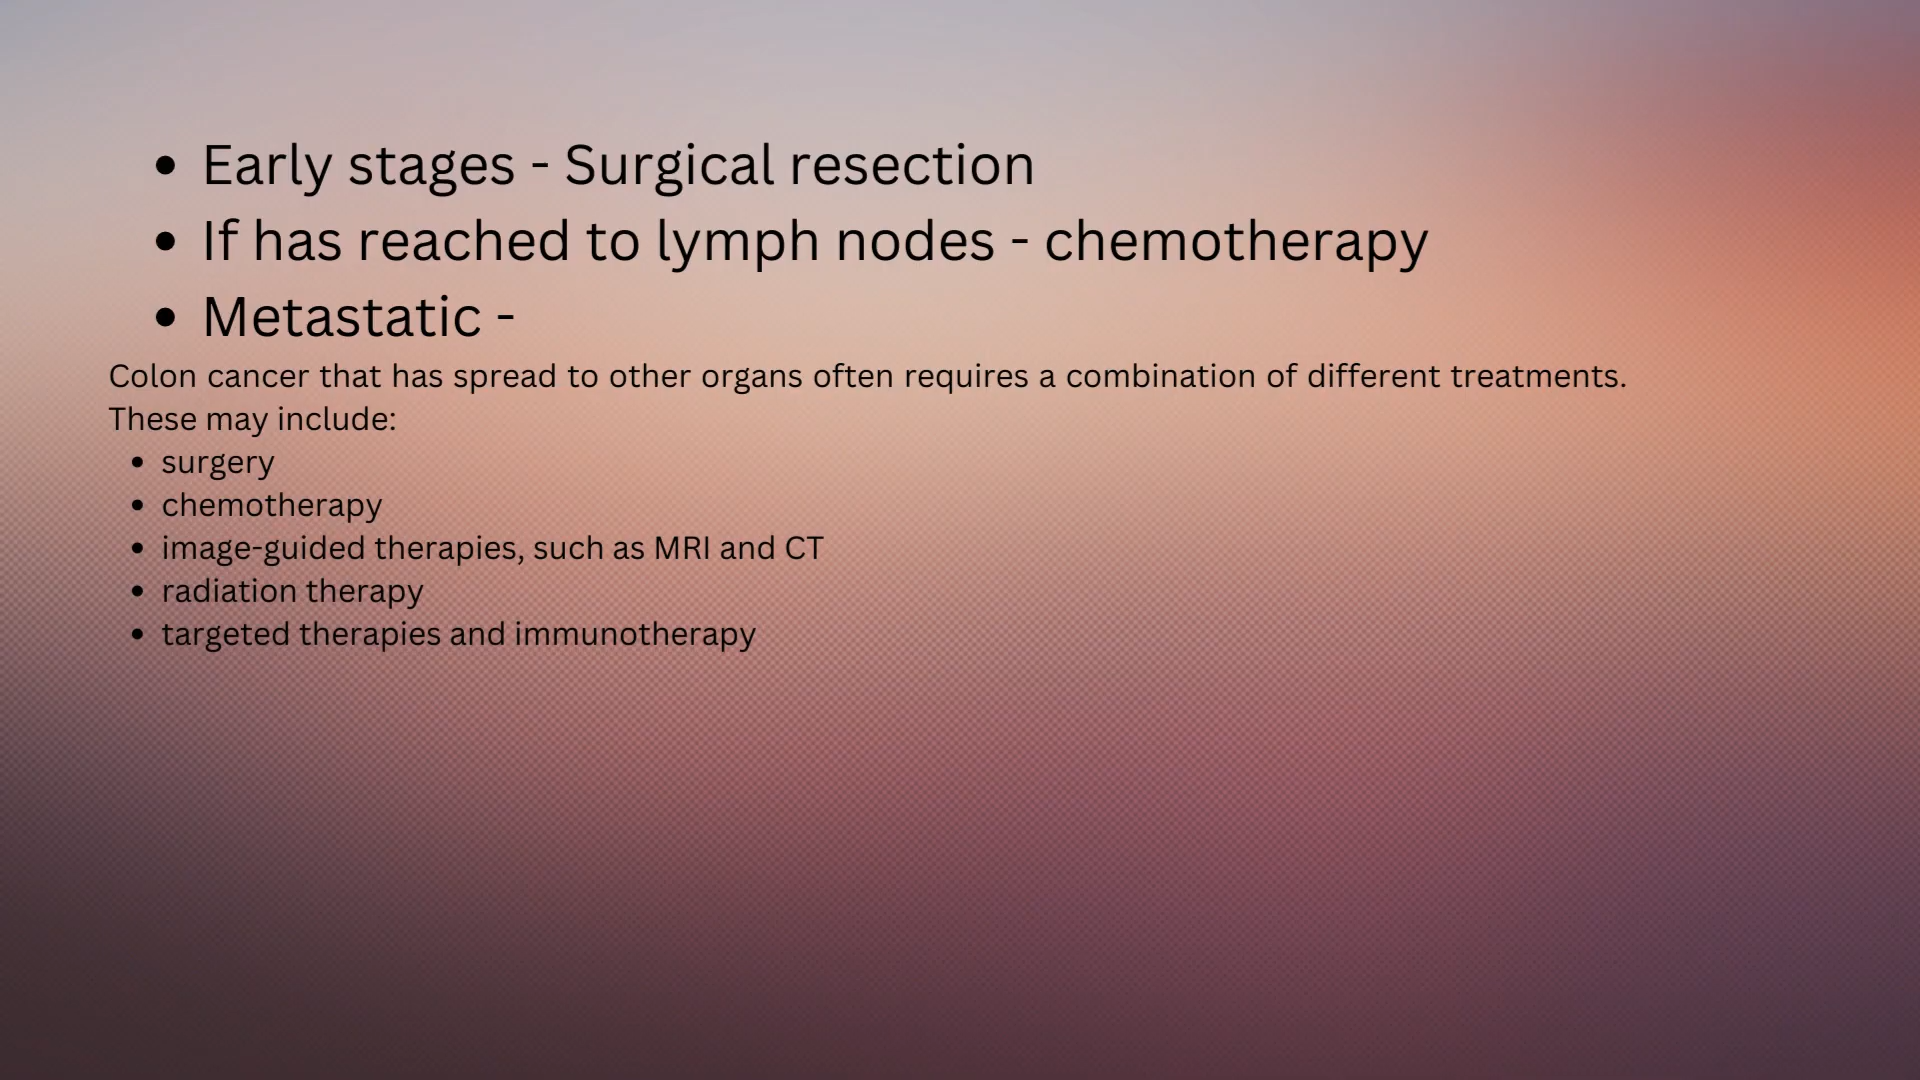 • Early stages - Surgical resection
• If has reached to lymph nodes - chemotherapy
• Metastatic -
Colon cancer that has spread to other organs often requires a combination of different treatments.
These may include:
• surgery
• chemotherapy
• image-guided therapies, such as MRI and CT
• radiation therapy
• targeted therapies and immunotherapy